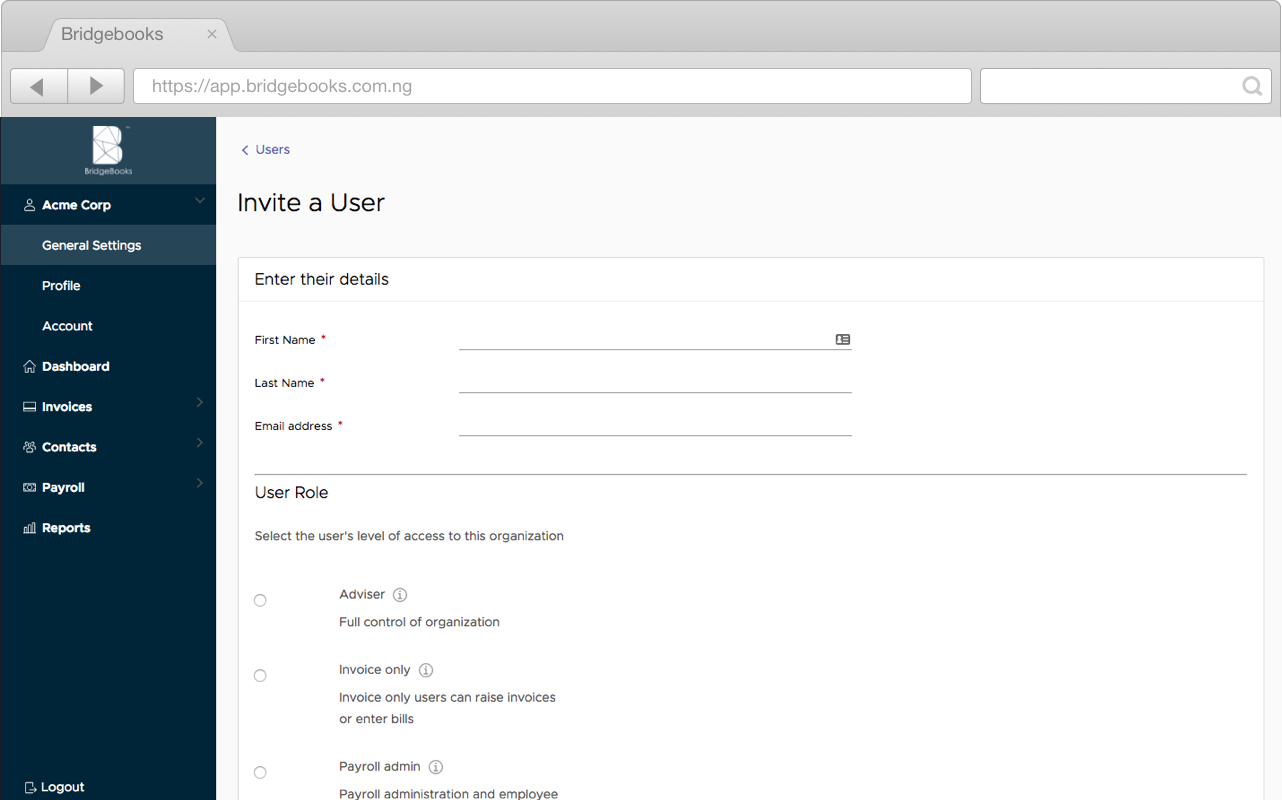 Bridgebooks
https://app.bridgebooks.com.ng
BridgeBooks
Acme Corp
General Settings
Profile
Account
Dashboard
Invoices
Contacts
Payroll
Reports
Logout
Users
Invite a User
Enter their details
First Name *
Last Name *
Email address *
User Role
Select the user's level of access to this organization
Adviser
Full control of organization
Invoice only
Invoice only users can raise invoices
or enter bills
Payroll admin
Payroll administration and employee